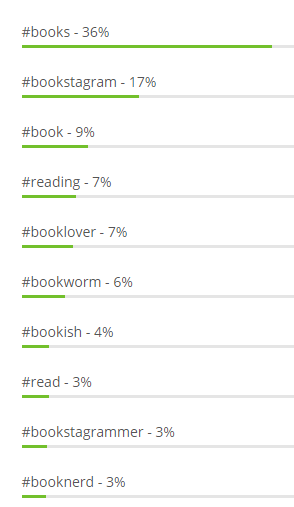 #books - 36%
#bookstagram - 17%
#book - 9%
#reading - 7%
#booklover - 7%
#bookworm - 6%
#bookish - 4%
#read - 3%
#bookstagrammer - 3%
#booknerd - 3%